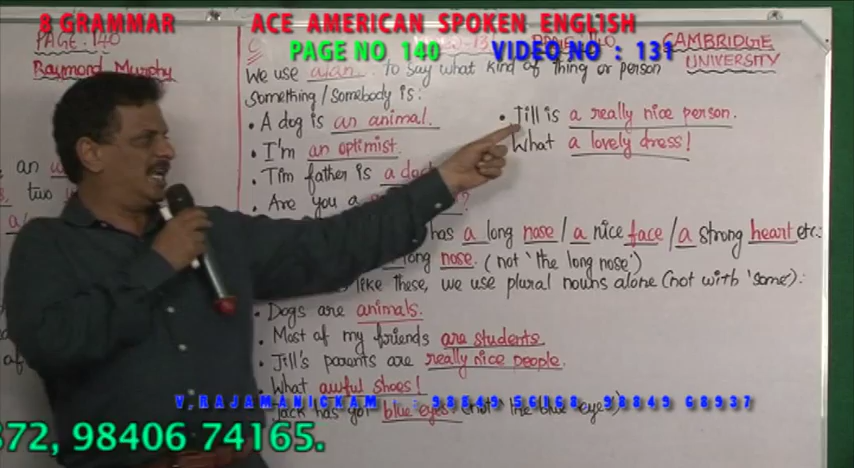 8 GRAMMAR ACE AMERICAN SPOKEN ENGLISH
PAGE NO 140 VIDEO NO : 131
PAGE: 140
Raymond Murphy
CAMBRIDGE
UNIVERSITY
We use a/an to say what kind of thing or person
something/somebody is:
• A dog is an animal.
• I'm an optimist.
• Tim father is a
• Are you a
• Jill is a really nice person.
What a lovely dress!
has a long nose / a nice face / a strong heart etc:
long nose. (not 'the long nose')
like these, we use plural nouns alone (not with 'some'):
• Dogs are animals.
• Most of my friends are students.
• Jill's parents are really nice people.
• What awful shoes!
Jack has got blue eyes. (not 'the blue eyes')
V.RAJAMANICKAM
98849 68937
372, 98406 74165.